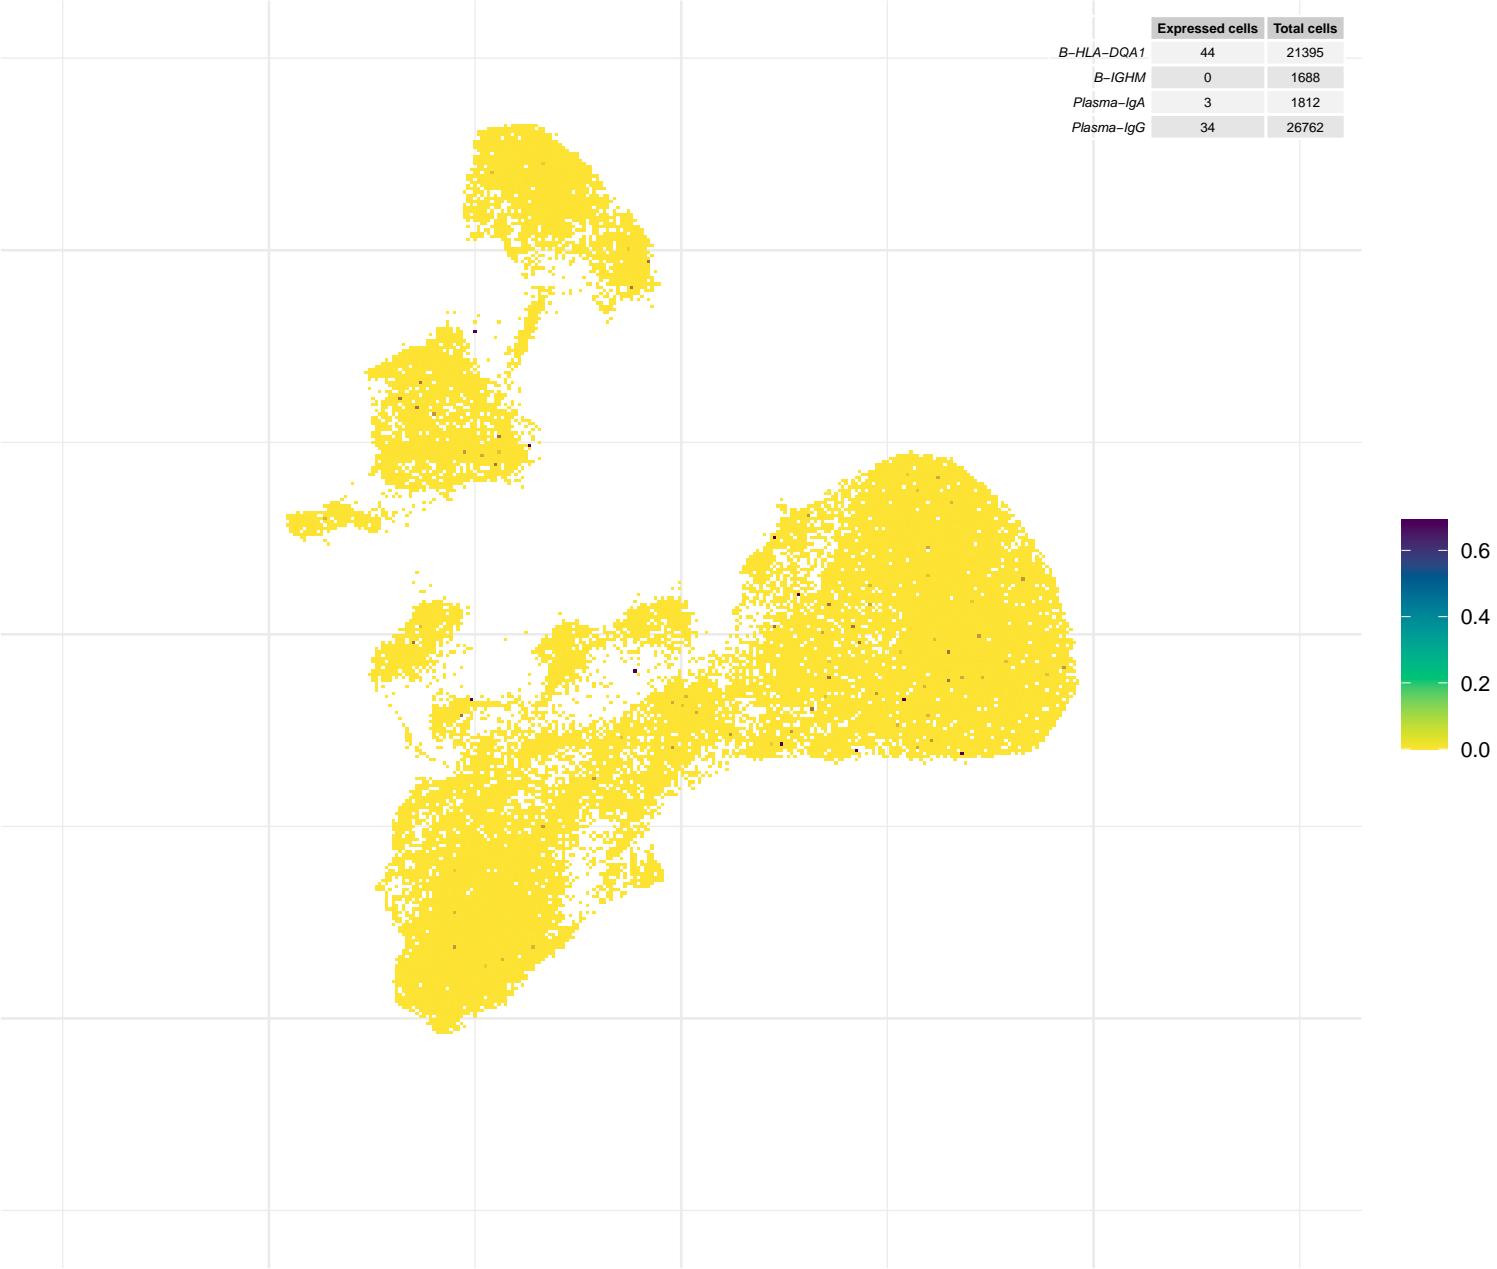 Expressed cells Total cells
B−HLA−DQA1 44 21395
B−IGHM 0 1688
Plasma−IgA 3 1812
Plasma−IgG 34 26762
0.6
0.4
0.2
0.0